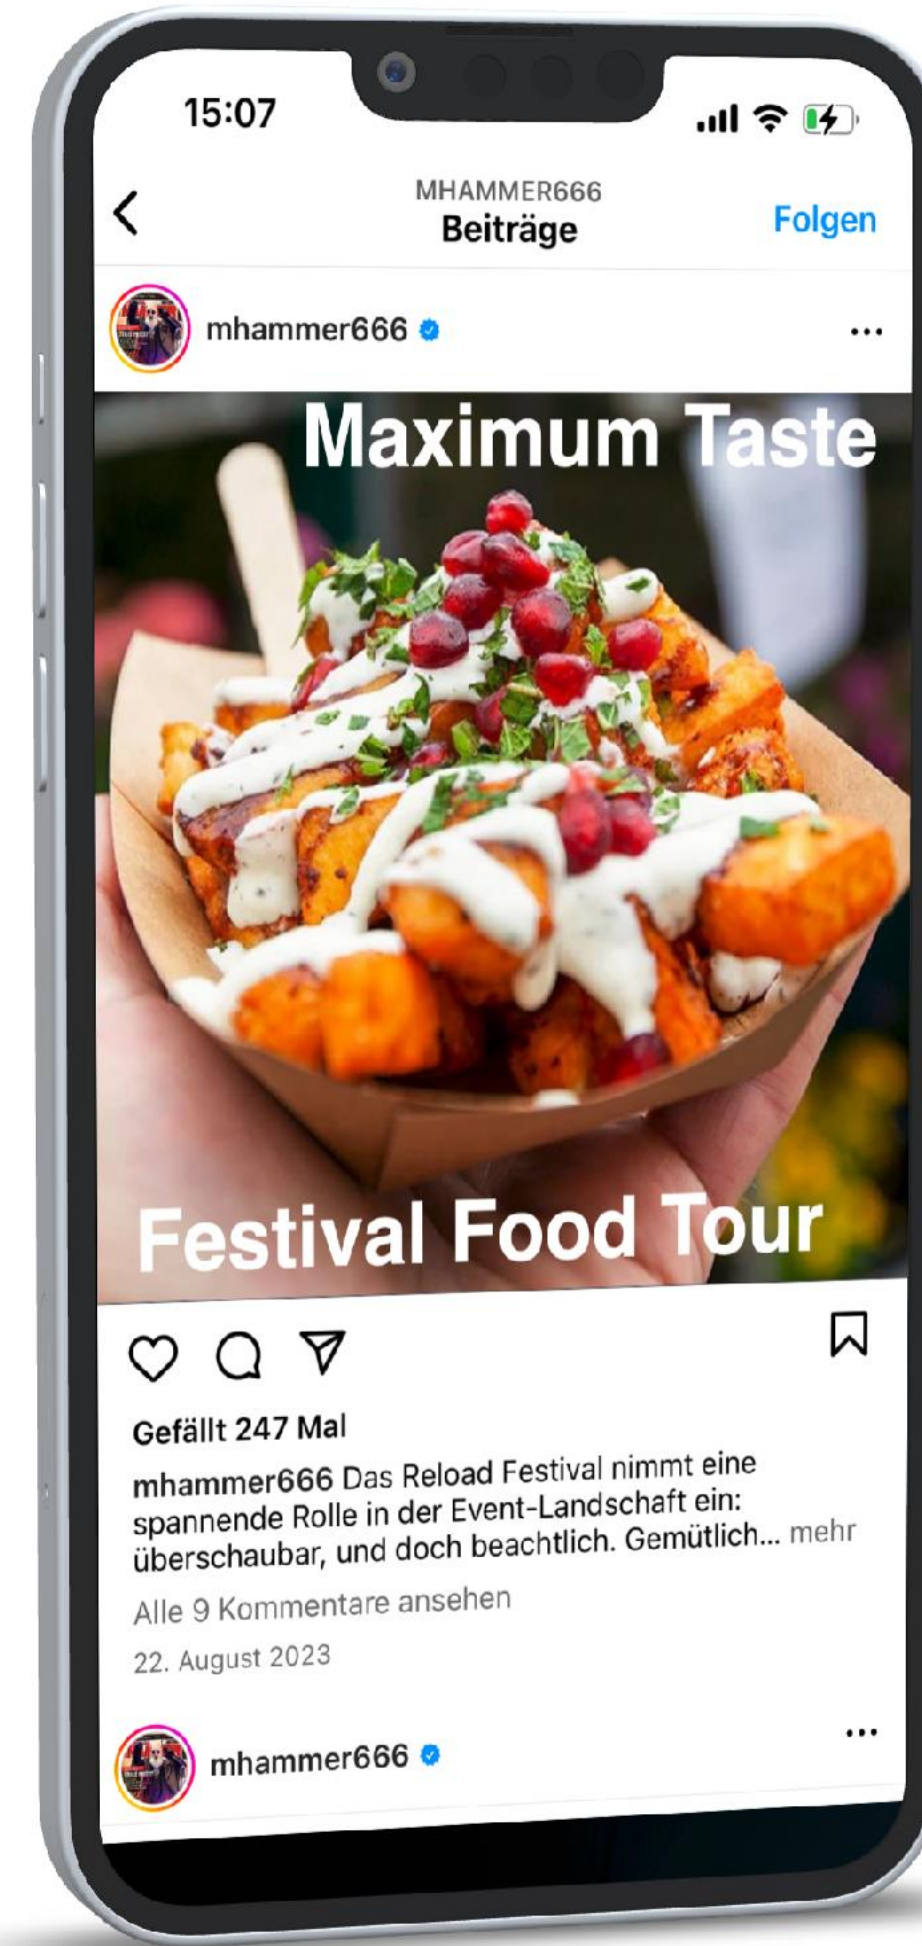 15:07
MHAMMER666
Beiträge
Folgen
mhammer666
Maximum Taste
Festival Food Tour
Gefällt 247 Mal
mhammer666 Das Reload Festival nimmt eine
spannende Rolle in der Event-Landschaft ein:
überschaubar, und doch beachtlich. Gemütlich... mehr
Alle 9 Kommentare ansehen
22. August 2023
mhammer666